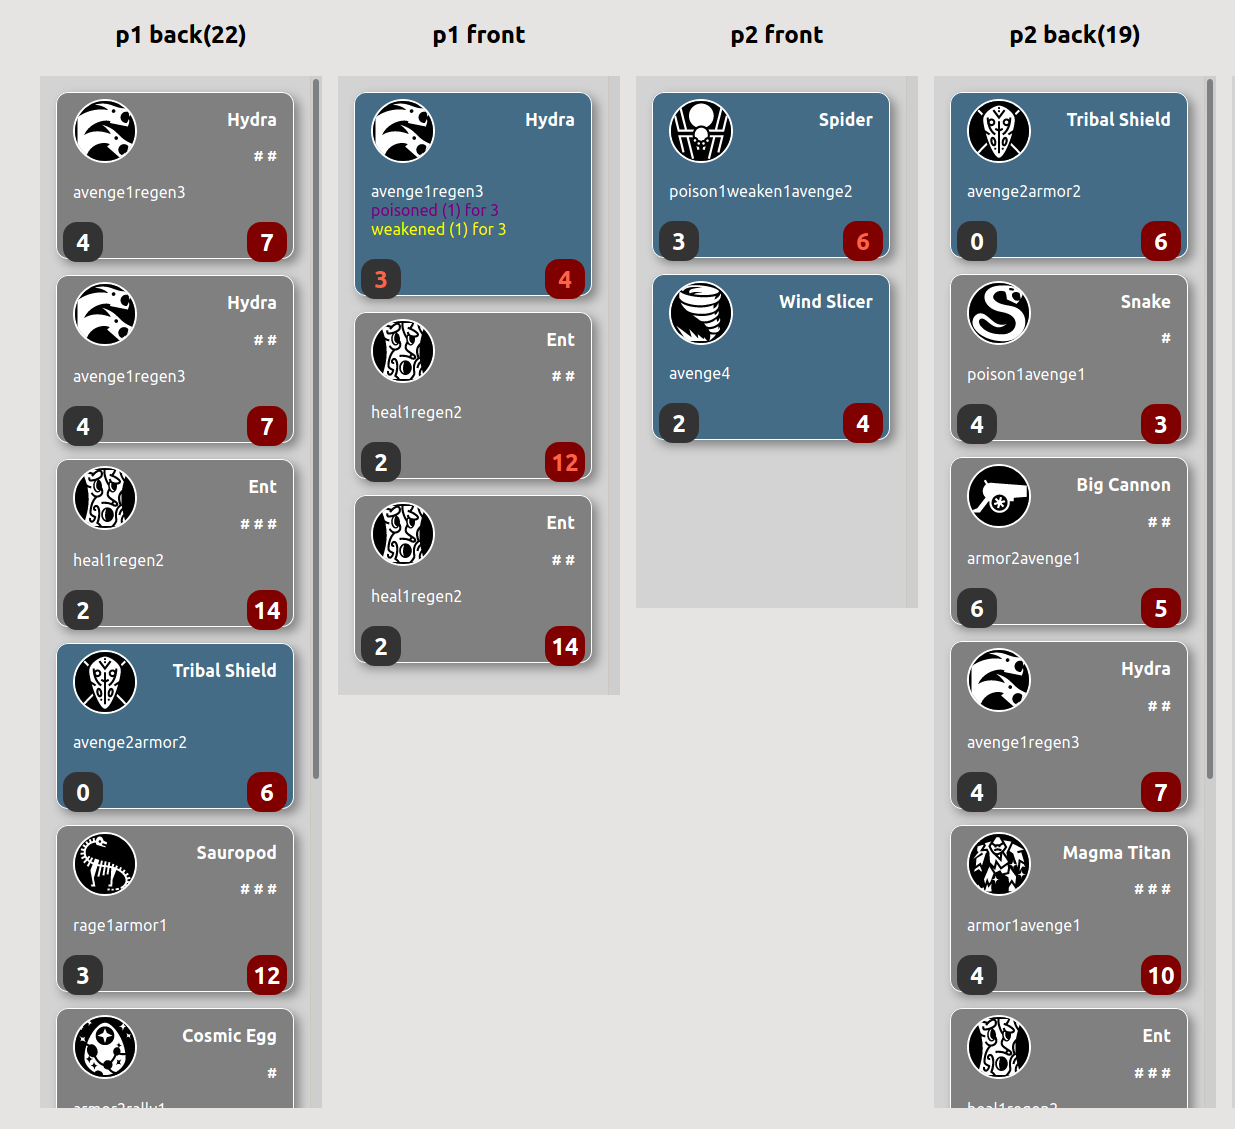 p1 back(22)
Hydra
# #
avenge1regen3
4
7
Hydra
# #
avenge1regen3
4
7
Ent
# # #
heal1regen2
2
14
Tribal Shield
avenge2armor2
0
6
Sauropod
# # #
rage1armor1
3
12
Cosmic Egg
#
armor2rally1
p1 front
Hydra
avenge1regen3
poisoned (1) for 3
weakened (1) for 3
3
4
Ent
# #
heal1regen2
2
12
Ent
# #
heal1regen2
2
14
p2 front
Spider
poison1weaken1avenge2
3
6
Wind Slicer
avenge4
2
4
p2 back(19)
Tribal Shield
avenge2armor2
0
6
Snake
#
poison1avenge1
4
3
Big Cannon
# #
armor2avenge1
6
5
Hydra
# #
avenge1regen3
4
7
Magma Titan
# # #
armor1avenge1
4
10
Ent
# # #
heal1regen2